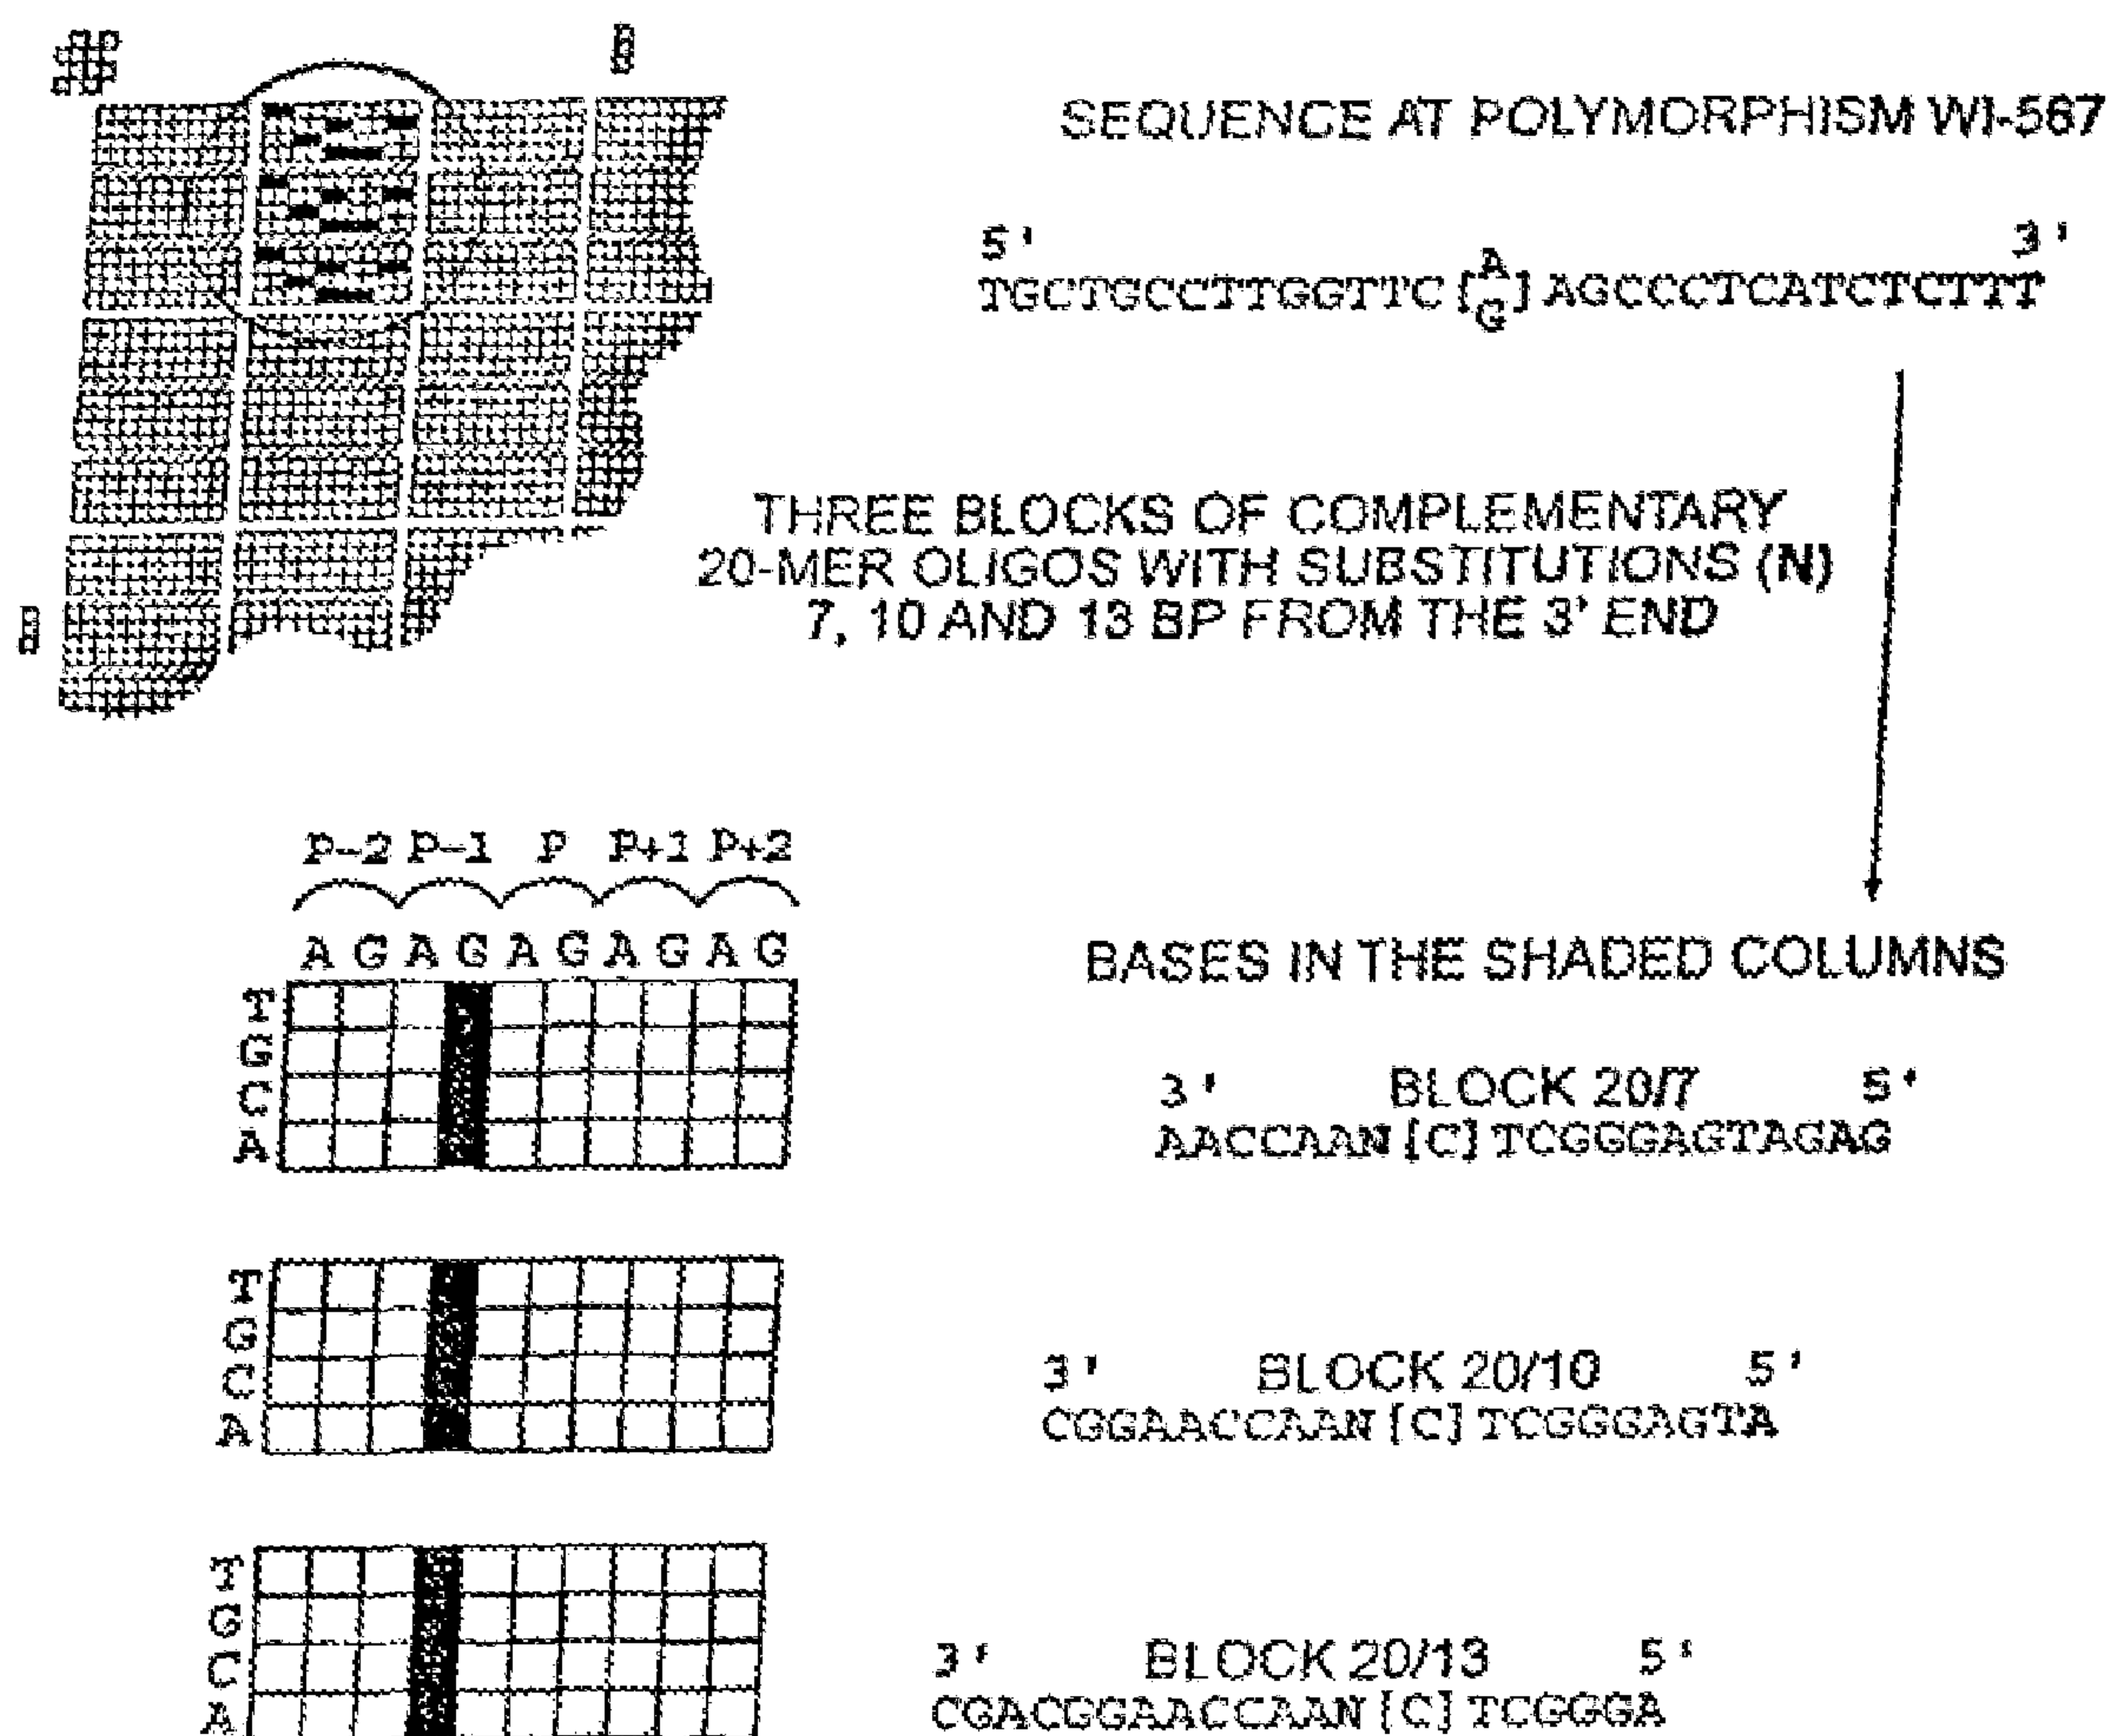 SEQUENCE AT POLYMORPHISM WI-567
5' 3'
TGCTGCCTTGGTTC [A/G] AGCCCTCATCTCTTT
THREE BLOCKS OF COMPLEMENTARY
20-MER OLIGOS WITH SUBSTITUTIONS (N)
7, 10 AND 13 BP FROM THE 3' END
P-2 P-1 P P+1 P+2
A G A G A G A G A G
BASES IN THE SHADED COLUMNS
T
G
C
A
3' BLOCK 20/7 5'
AACCAAN [C] TCGGGAGTAGAG
T
G
C
A
3' BLOCK 20/10 5'
CGGAACCAAN [C] TCGGGAGTA
T
G
C
A
3' BLOCK 20/13 5'
CGACGGAACCAAN [C] TCGGGA